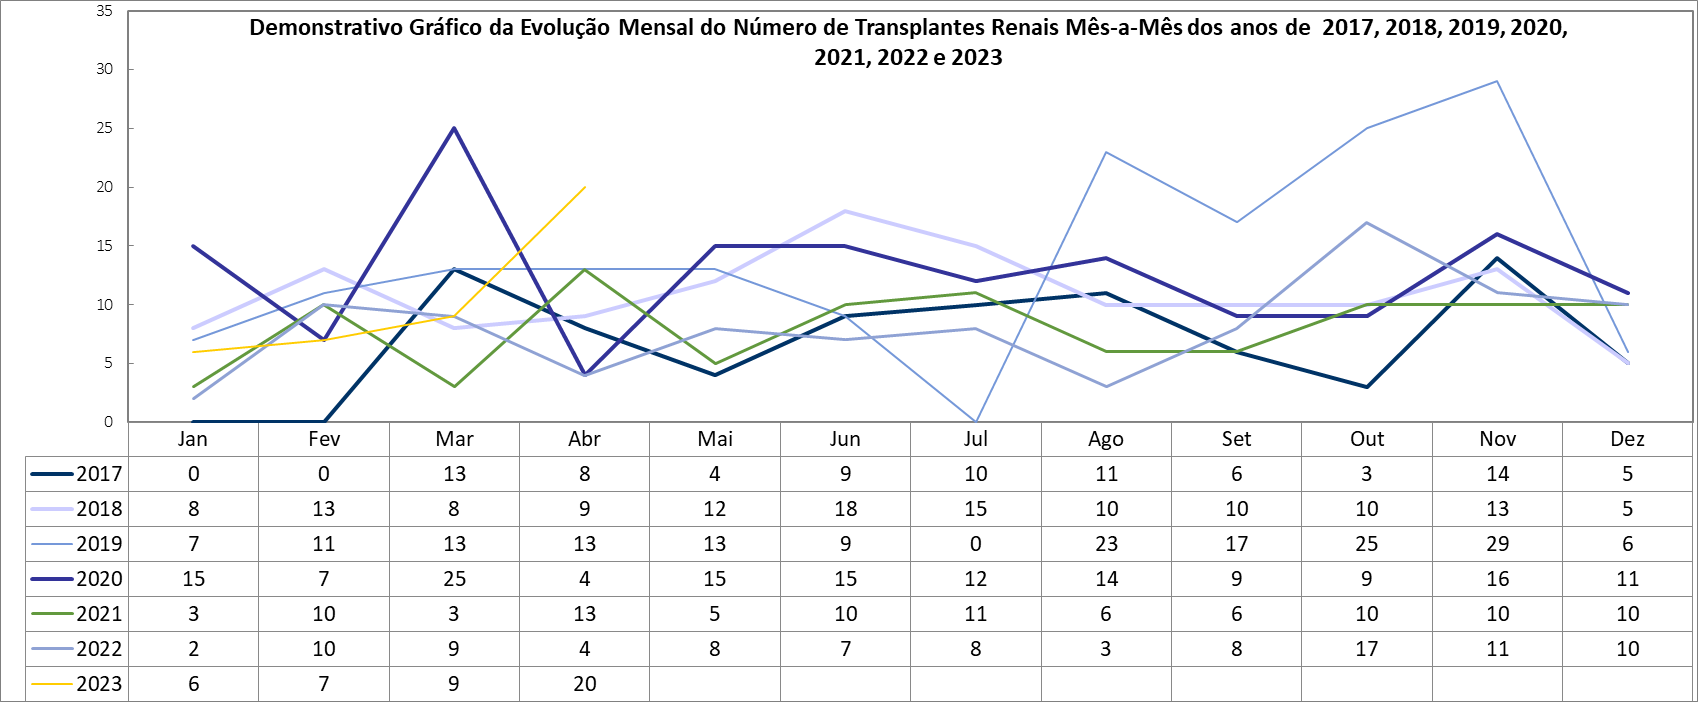 Demonstrativo Gráfico da Evolução Mensal do Número de Transplantes Renais Mês-a-Mês dos anos de 2017, 2018, 2019, 2020,
2021, 2022 e 2023
35
30
25
20
15
10
5
0
Jan Fev Mar Abr Mai Jun Jul Ago Set Out Nov Dez
2017 0 0 13 8 4 9 10 11 6 3 14 5
2018 8 13 8 9 12 18 15 10 10 10 13 5
2019 7 11 13 13 13 9 0 23 17 25 29 6
2020 15 7 25 4 15 15 12 14 9 9 16 11
2021 3 10 3 13 5 10 11 6 6 10 10 10
2022 2 10 9 4 8 7 8 3 8 17 11 10
2023 6 7 9 20